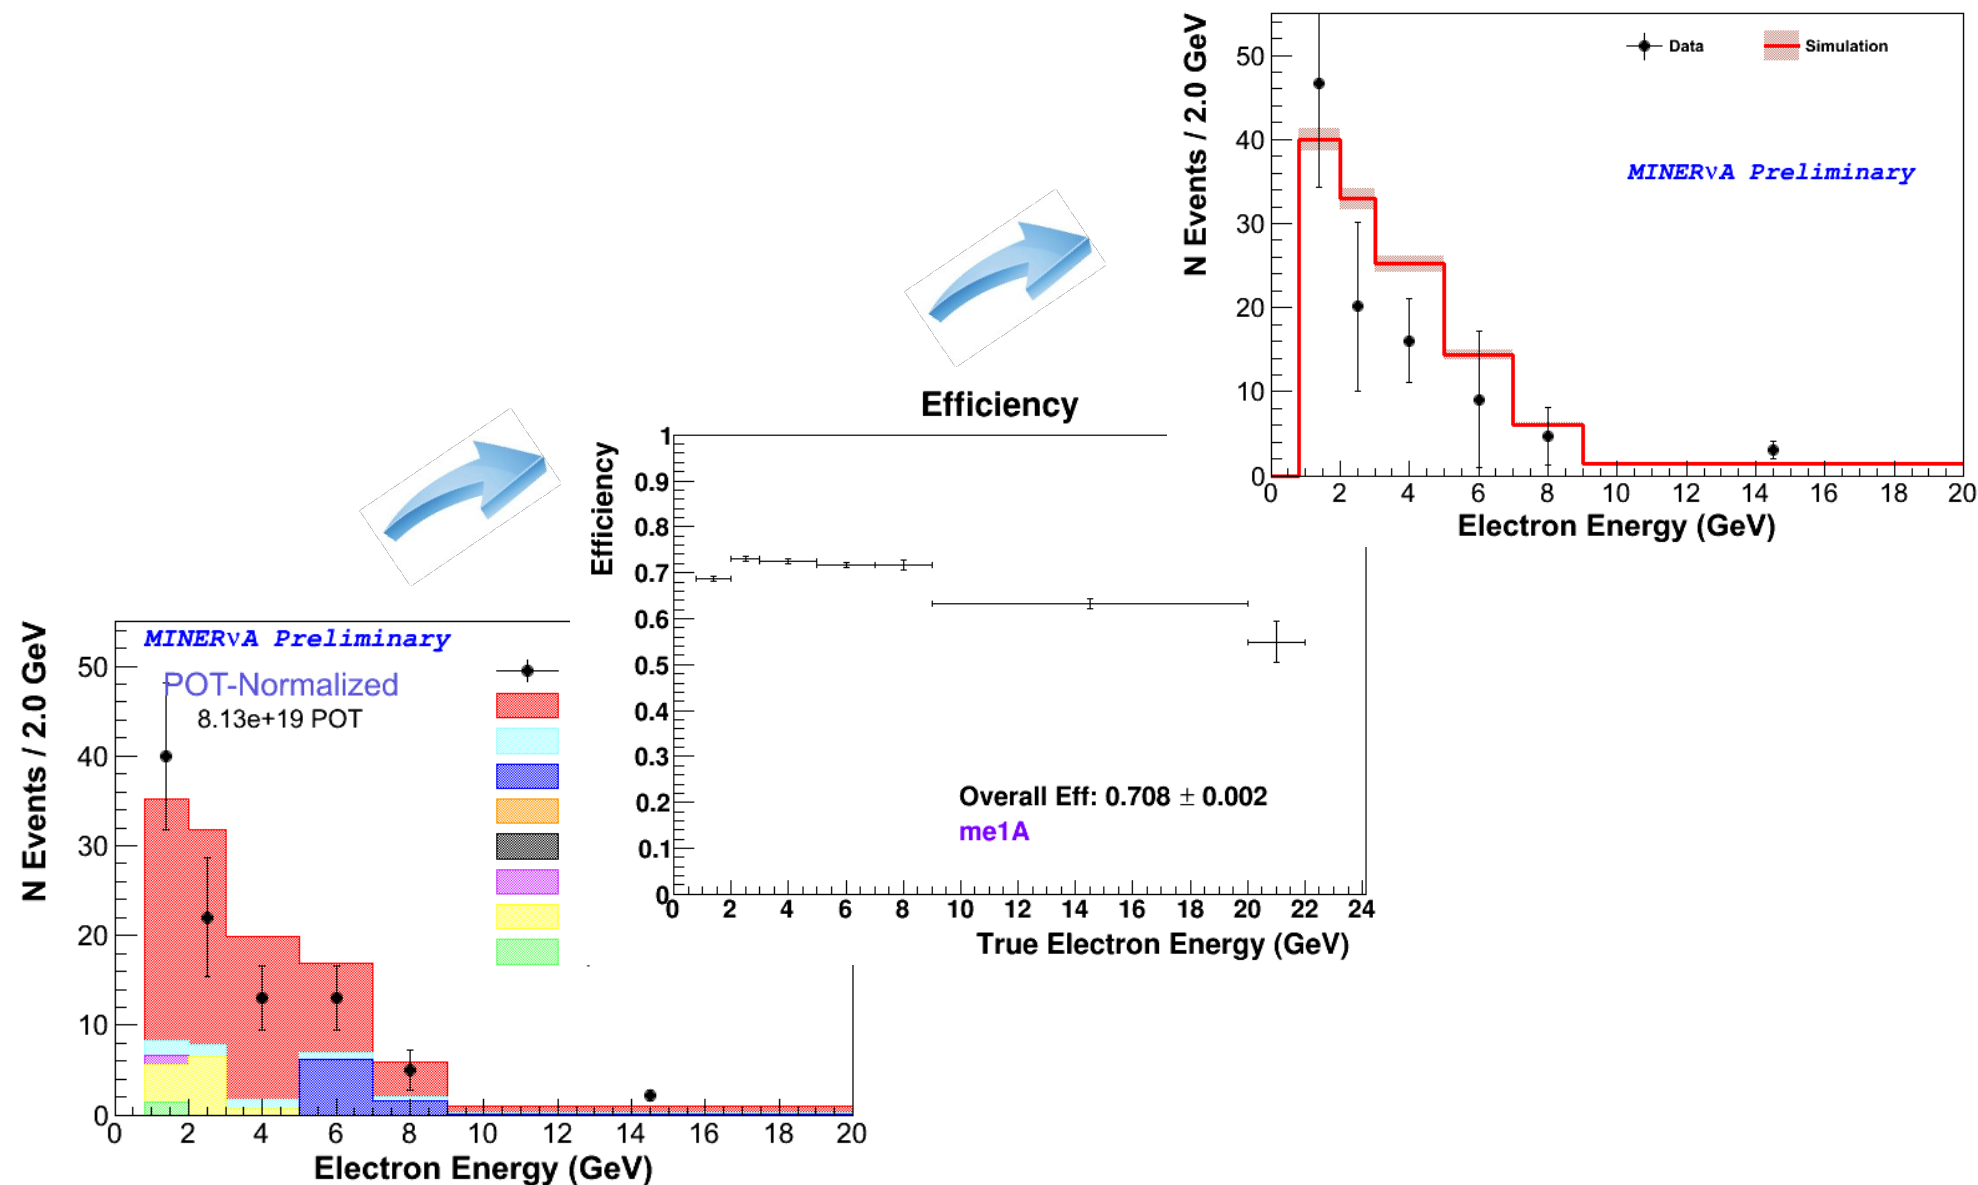 N Events / 2.0 GeV
50
40
30
20
10
0
Data
Simulation
MINERνA Preliminary
0 2 4 6 8 10 12 14 16 18 20
Electron Energy (GeV)
Efficiency
Efficiency
1
0.9
0.8
0.7
0.6
0.5
0.4
0.3
0.2
0.1
0
Overall Eff: 0.708 ± 0.002
me1A
0 2 4 6 8 10 12 14 16 18 20 22 24
True Electron Energy (GeV)
N Events / 2.0 GeV
MINERνA Preliminary
POT-Normalized
8.13e+19 POT
50
40
30
20
10
0
0 2 4 6 8 10 12 14 16 18 20
Electron Energy (GeV)